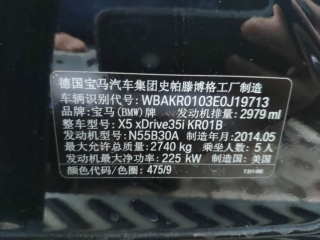 德国宝马汽车集团史帕滕博格工厂制造
车辆识别代号: WBAKR0103E0J19713
品牌: 宝马(BMW)牌 发动机排量: 2979 ml
整车型号: X5 xDrive35i KR01B
发动机型号: N55B30A 制造年月: 2014.05
最大允许总质量: 2740 kg 乘坐人数: 5 人
发动机最大净功率: 225 kW 制造国: 美国
颜色代码/色圈: 475/9